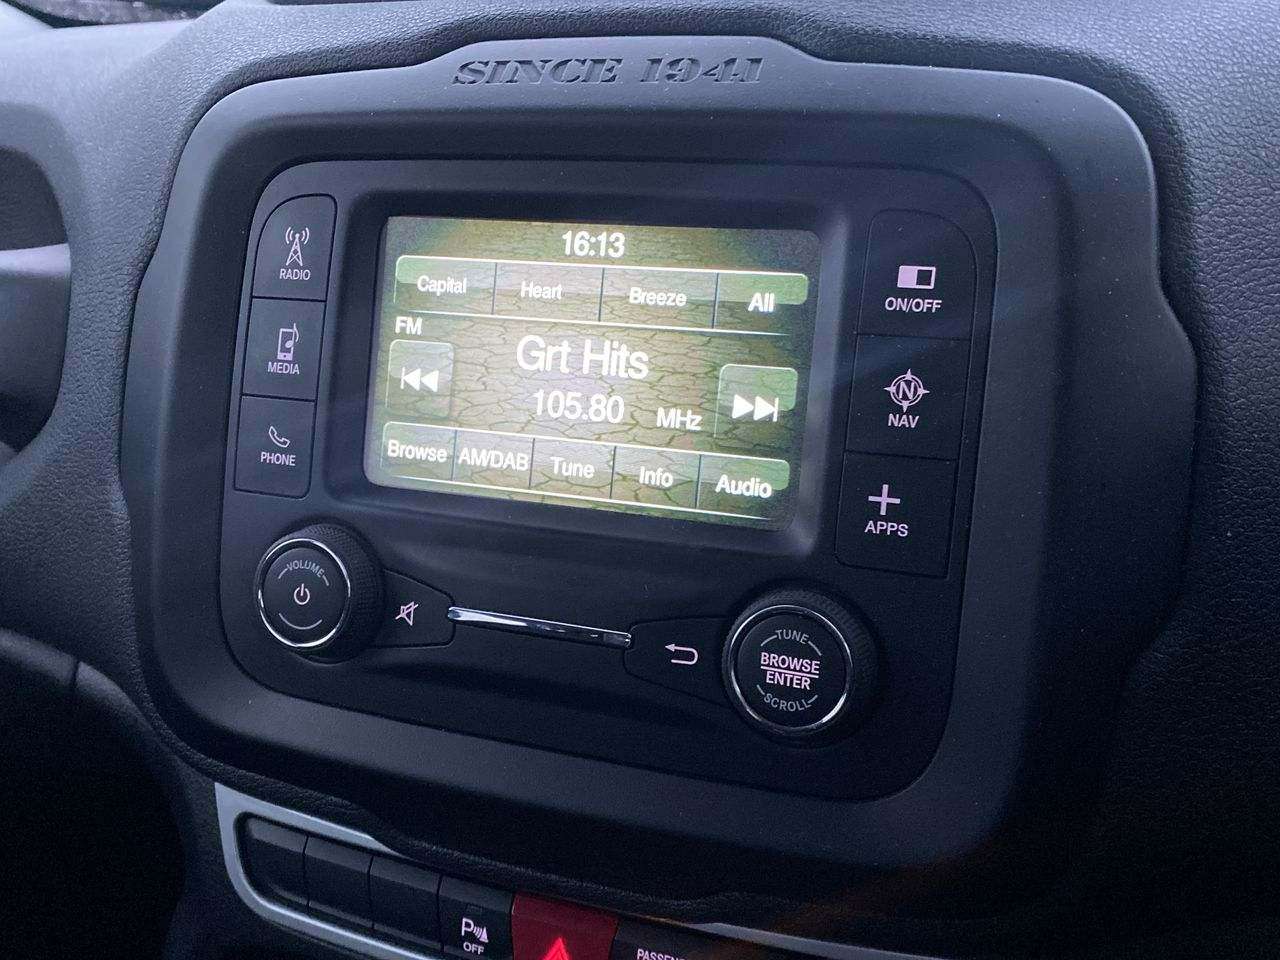 SINCE 1941
RADIO
MEDIA
PHONE
16:13
Capital Heart Breeze All
FM
Grt Hits
105.80 MHz
Browse AM/DAB Tune Info Audio
ON/OFF
N
NAV
APPS
VOLUME
TUNE
BROWSE
ENTER
SCROLL
P
OFF
PASSEN